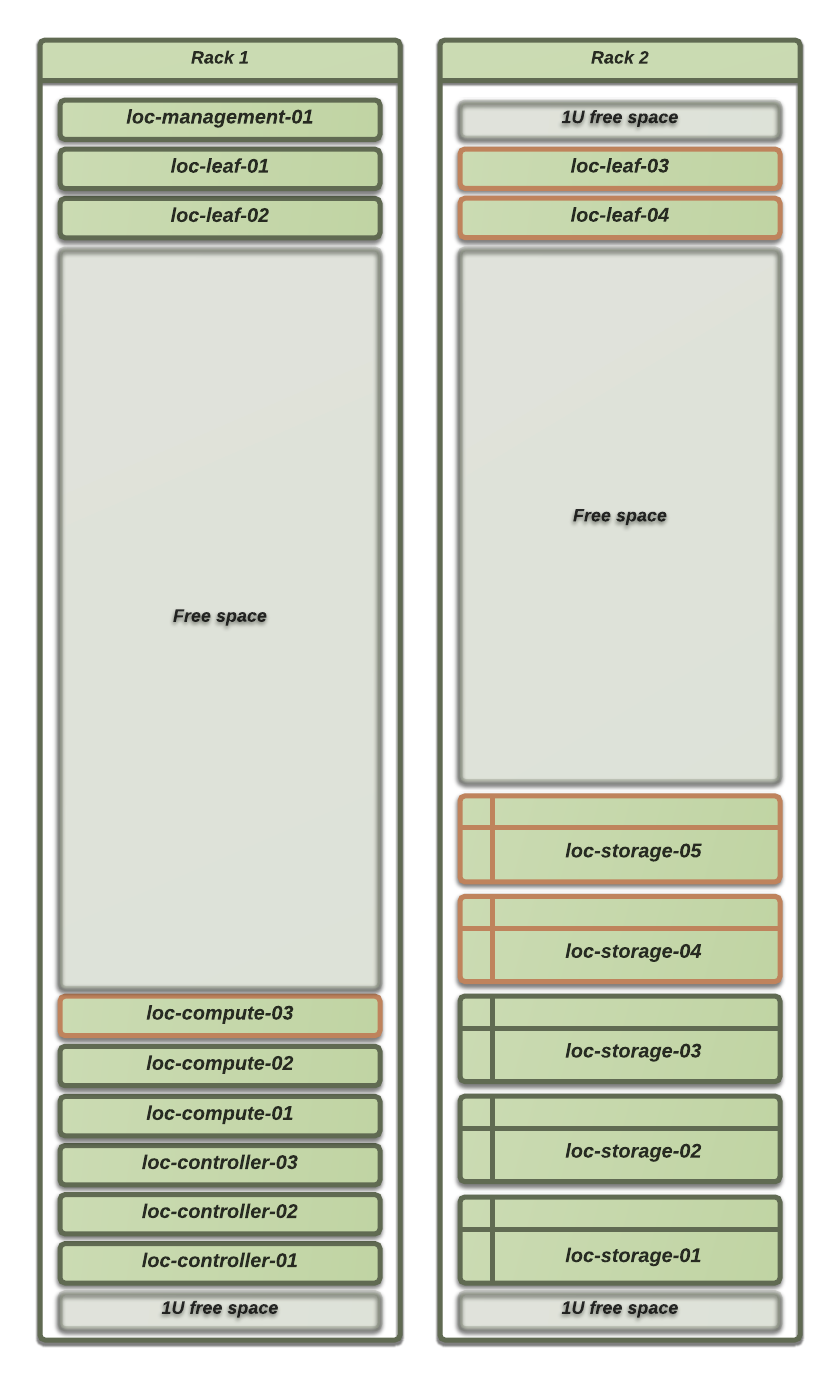 Rack 1
loc-management-01
loc-leaf-01
loc-leaf-02
Free space
loc-compute-03
loc-compute-02
loc-compute-01
loc-controller-03
loc-controller-02
loc-controller-01
1U free space
Rack 2
1U free space
loc-leaf-03
loc-leaf-04
Free space
loc-storage-05
loc-storage-04
loc-storage-03
loc-storage-02
loc-storage-01
1U free space